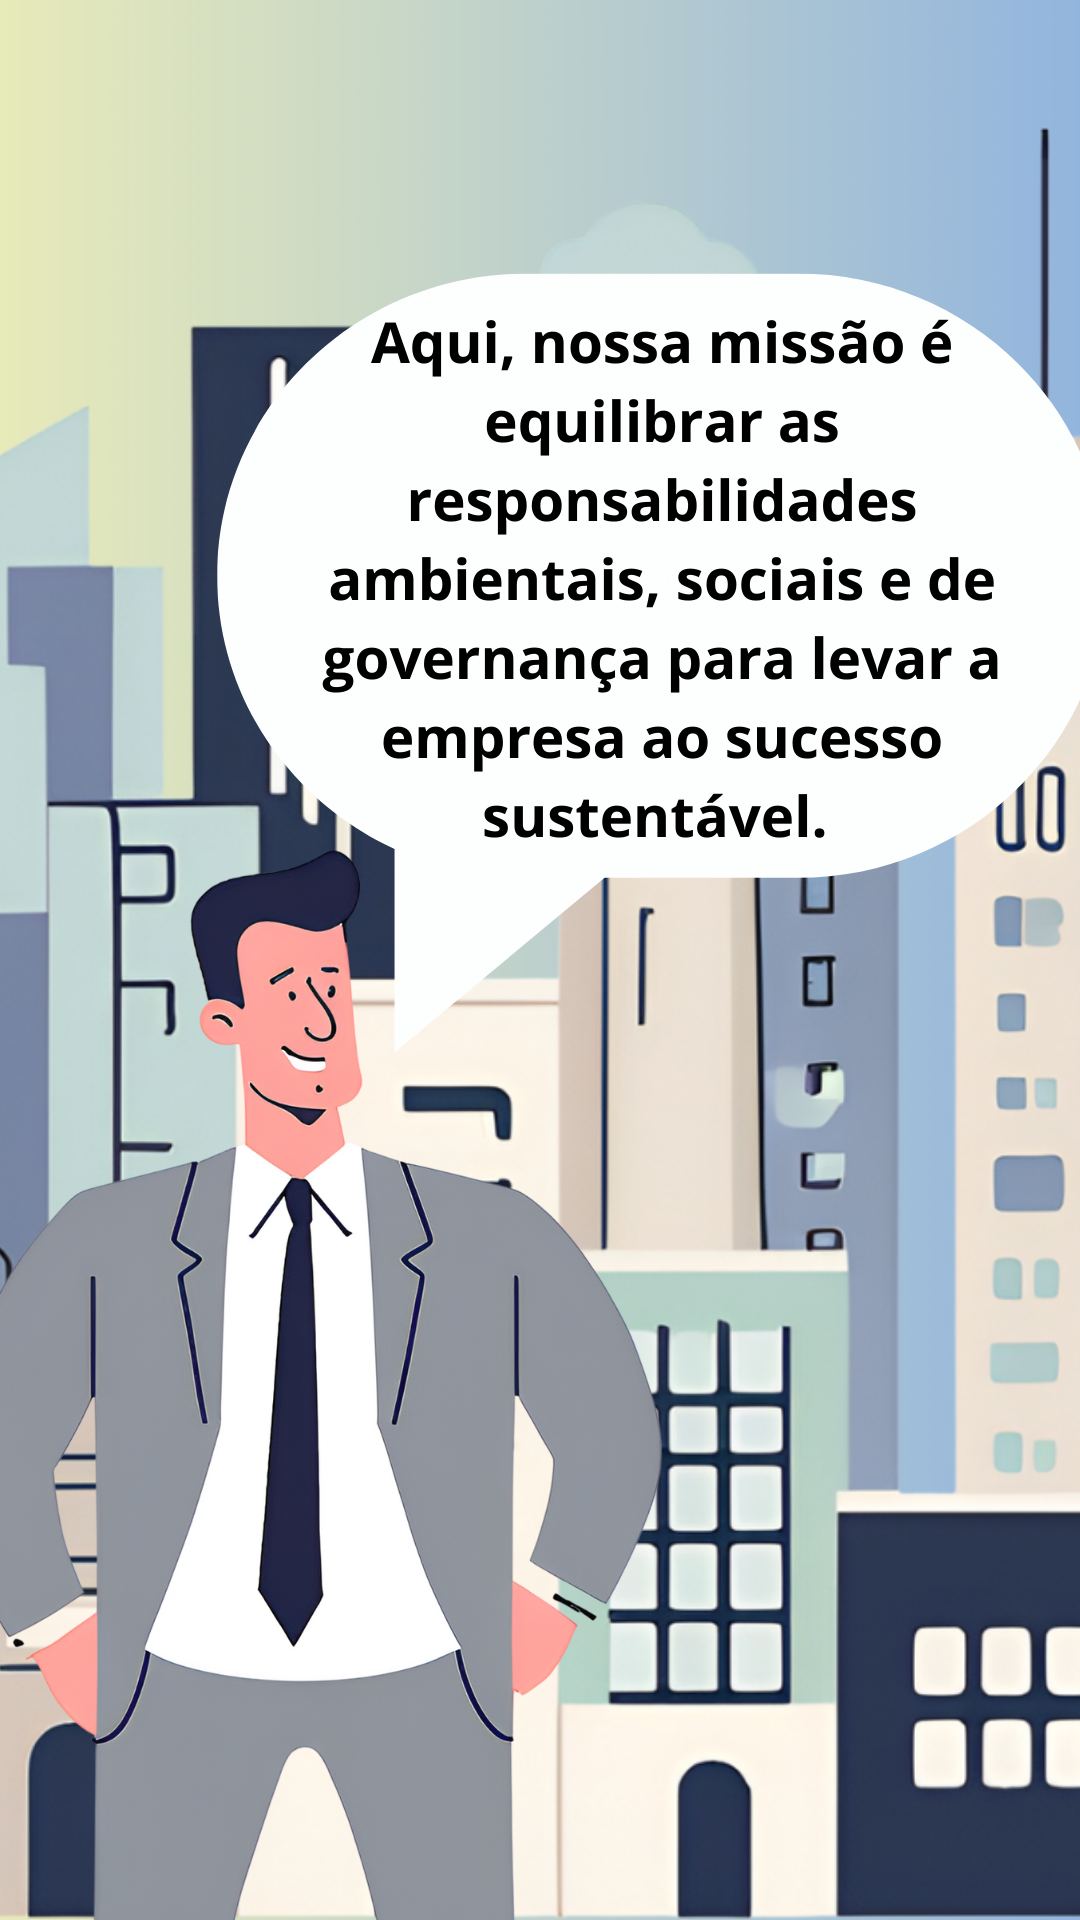 Aqui, nossa missão é
equilibrar as
responsabilidades
ambientais, sociais e de
governança para levar a
empresa ao sucesso
sustentável.